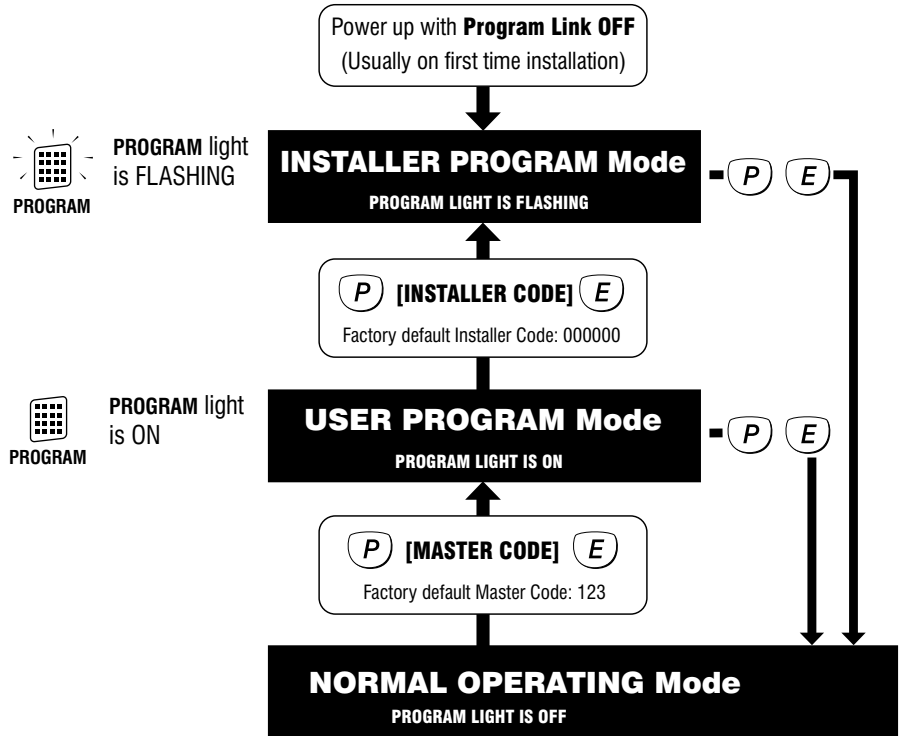 Power up with Program Link OFF
(Usually on first time installation)
PROGRAM light
is FLASHING
PROGRAM
INSTALLER PROGRAM Mode
PROGRAM LIGHT IS FLASHING
P E
P [INSTALLER CODE] E
Factory default Installer Code: 000000
PROGRAM light
is ON
PROGRAM
USER PROGRAM Mode
PROGRAM LIGHT IS ON
P E
P [MASTER CODE] E
Factory default Master Code: 123
NORMAL OPERATING Mode
PROGRAM LIGHT IS OFF